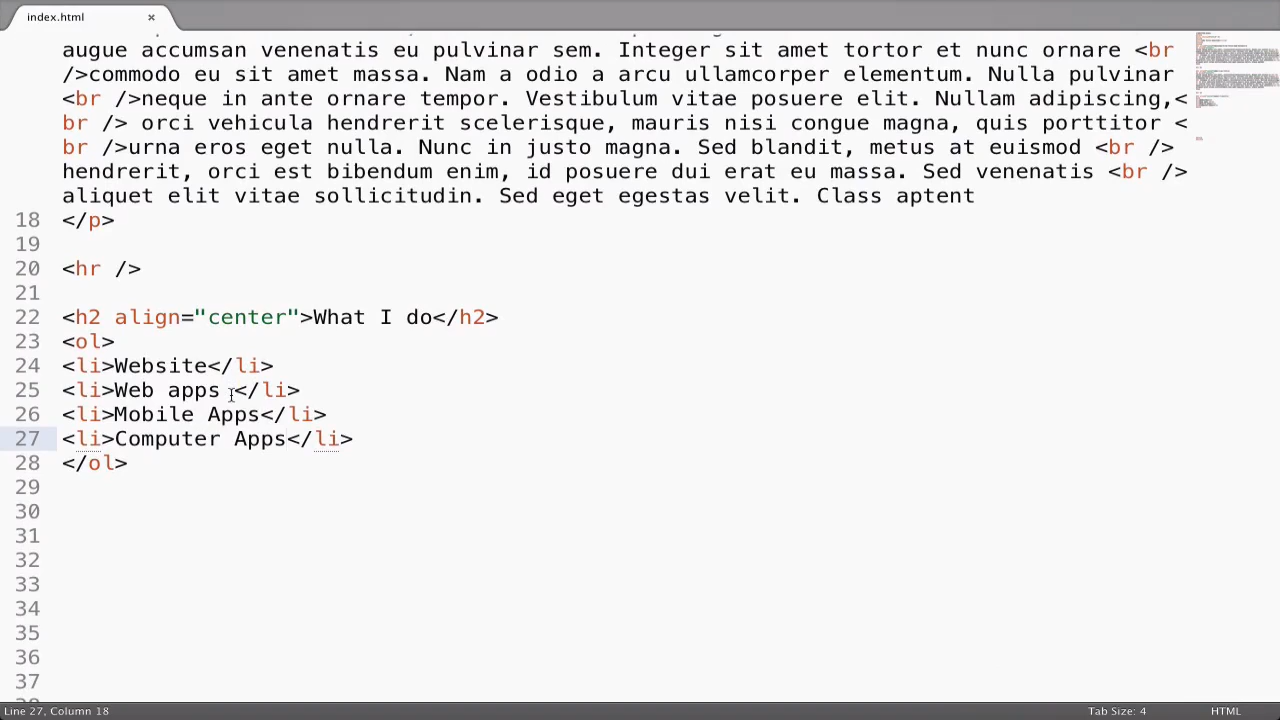 index.html ×
augue accumsan venenatis eu pulvinar sem. Integer sit amet tortor et nunc ornare <br
/>commodo eu sit amet massa. Nam a odio a arcu ullamcorper elementum. Nulla pulvinar
<br />neque in ante ornare tempor. Vestibulum vitae posuere elit. Nullam adipiscing,<
br /> orci vehicula hendrerit scelerisque, mauris nisi congue magna, quis porttitor <
br />urna eros eget nulla. Nunc in justo magna. Sed blandit, metus at euismod <br />
hendrerit, orci est bibendum enim, id posuere dui erat eu massa. Sed venenatis <br />
aliquet elit vitae sollicitudin. Sed eget egestas velit. Class aptent
18 </p>
19
20 <hr />
21
22 <h2 align="center">What I do</h2>
23 <ol>
24 <li>Website</li>
25 <li>Web apps </li>
26 <li>Mobile Apps</li>
27 <li>Computer Apps</li>
28 </ol>
29
30
31
32
33
34
35
36
37
Line 27, Column 18 Tab Size: 4 HTML